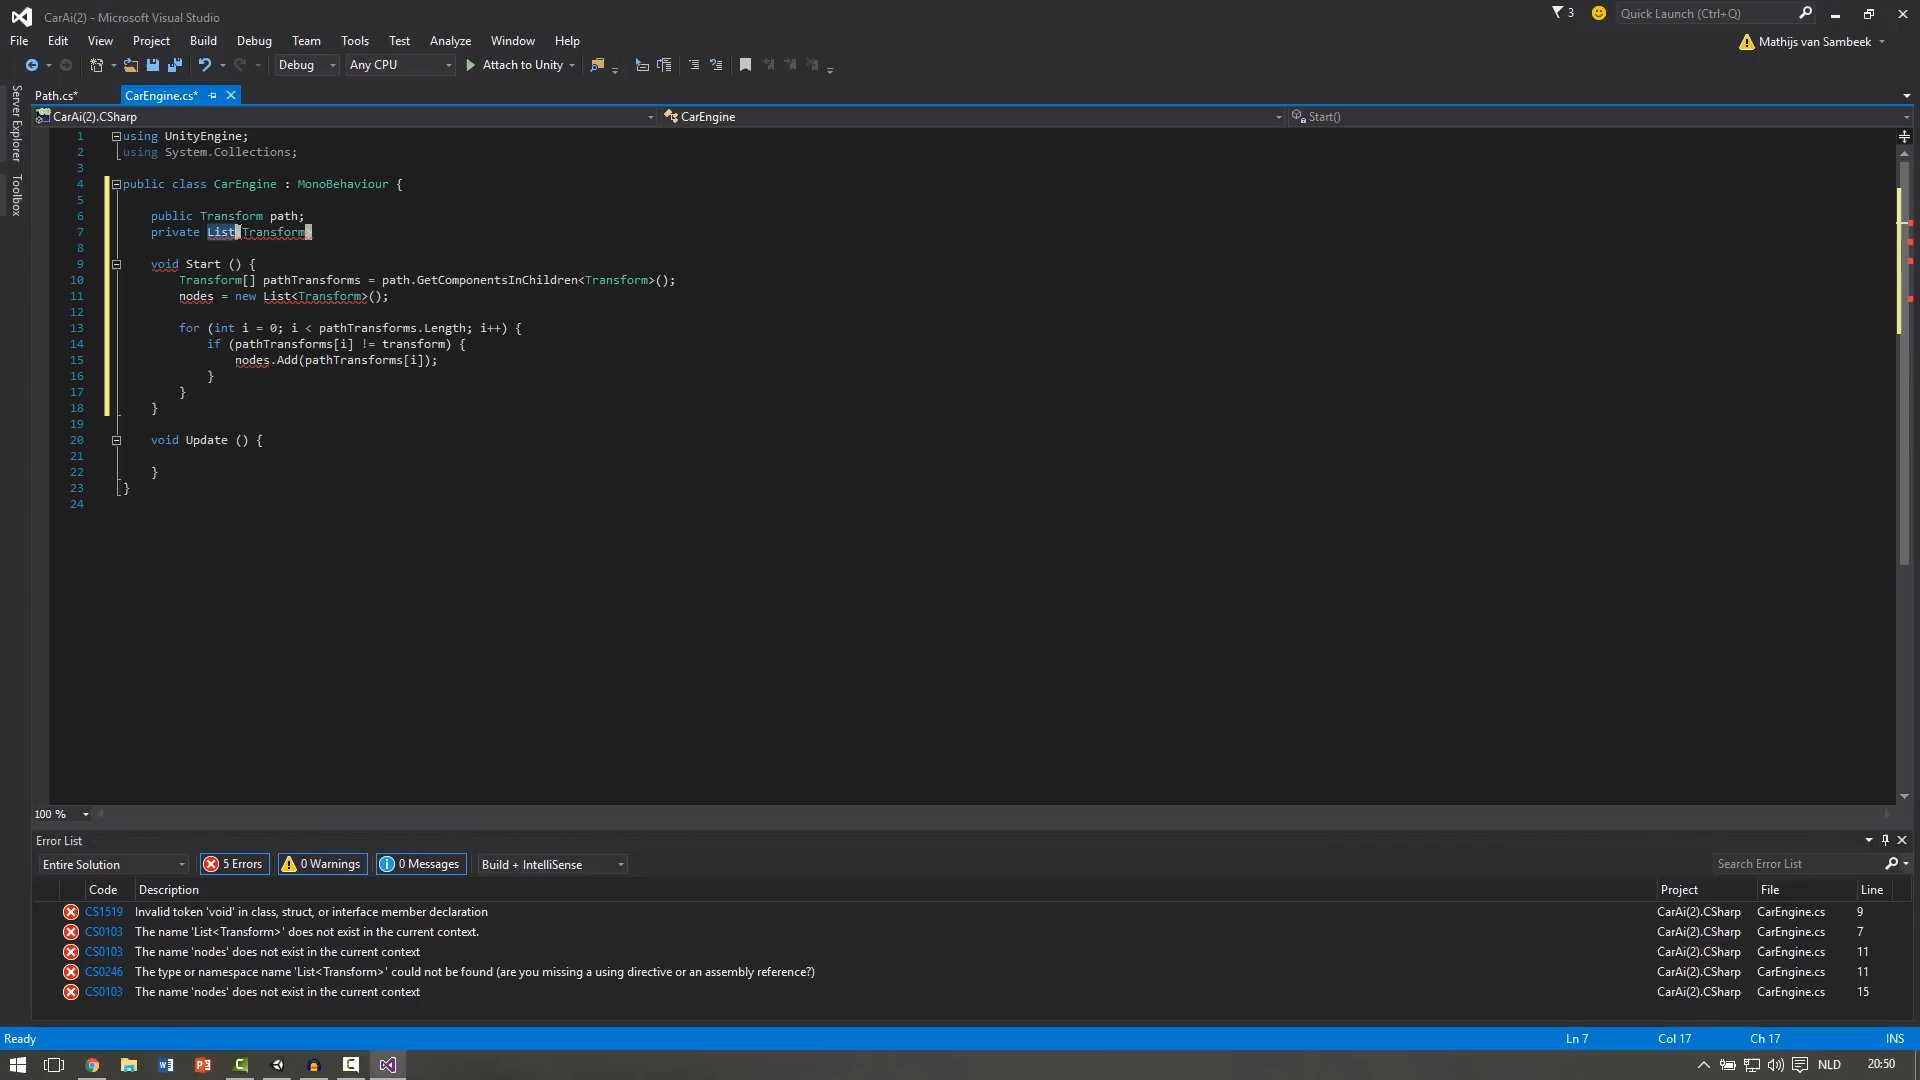 CarAi(2) - Microsoft Visual Studio
3
Quick Launch (Ctrl+Q)
File Edit View Project Build Debug Team Tools Test Analyze Window Help
Mathijs van Sambeek
Debug Any CPU Attach to Unity
Server Explorer
Toolbox
Path.cs* CarEngine.cs*
CarAi(2).CSharp CarEngine Start()
1 using UnityEngine;
2 using System.Collections;
3
4 public class CarEngine : MonoBehaviour {
5
6 public Transform path;
7 private List<Transform>
8
9 void Start () {
10 Transform[] pathTransforms = path.GetComponentsInChildren<Transform>();
11 nodes = new List<Transform>();
12
13 for (int i = 0; i < pathTransforms.Length; i++) {
14 if (pathTransforms[i] != transform) {
15 nodes.Add(pathTransforms[i]);
16 }
17 }
18 }
19
20 void Update () {
21
22 }
23 }
24
100 %
Error List
Entire Solution 5 Errors 0 Warnings 0 Messages Build + IntelliSense Search Error List
Code Description Project File Line
CS1519 Invalid token 'void' in class, struct, or interface member declaration CarAi(2).CSharp CarEngine.cs 9
CS0103 The name 'List<Transform>' does not exist in the current context. CarAi(2).CSharp CarEngine.cs 7
CS0103 The name 'nodes' does not exist in the current context CarAi(2).CSharp CarEngine.cs 11
CS0246 The type or namespace name 'List<Transform>' could not be found (are you missing a using directive or an assembly reference?) CarAi(2).CSharp CarEngine.cs 11
CS0103 The name 'nodes' does not exist in the current context CarAi(2).CSharp CarEngine.cs 15
Ready Ln 7 Col 17 Ch 17 INS
NLD 20:50